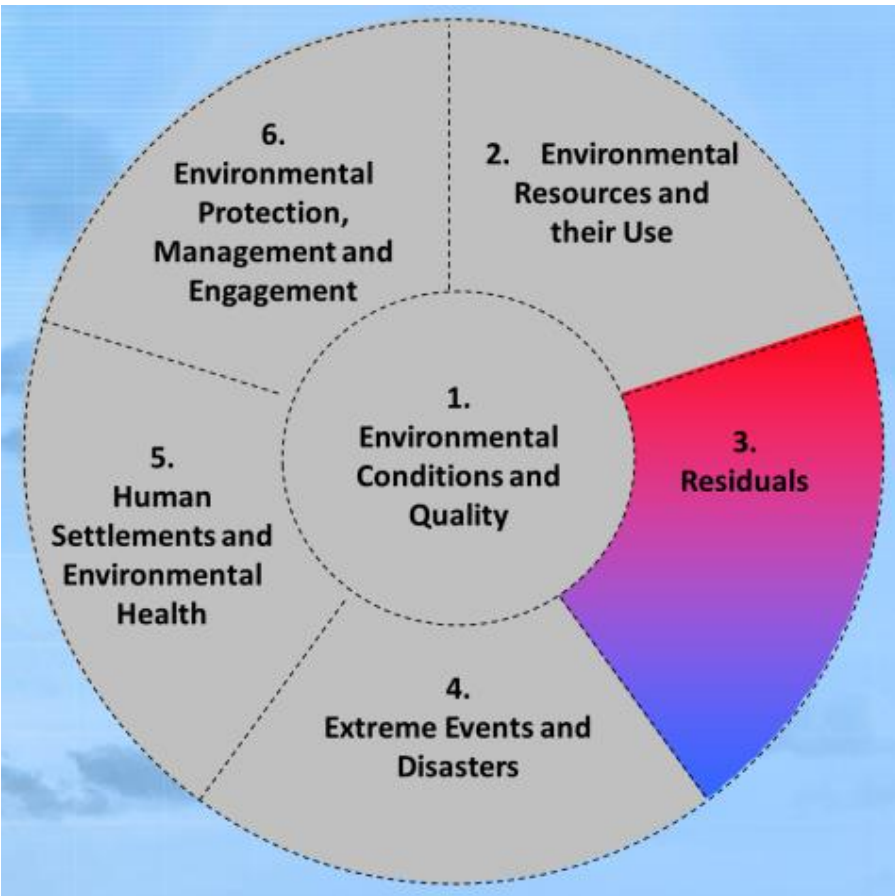 1.
Environmental
Conditions and
Quality
2. Environmental
Resources and
their Use
3.
Residuals
4.
Extreme Events and
Disasters
5.
Human
Settlements and
Environmental
Health
6.
Environmental
Protection,
Management and
Engagement